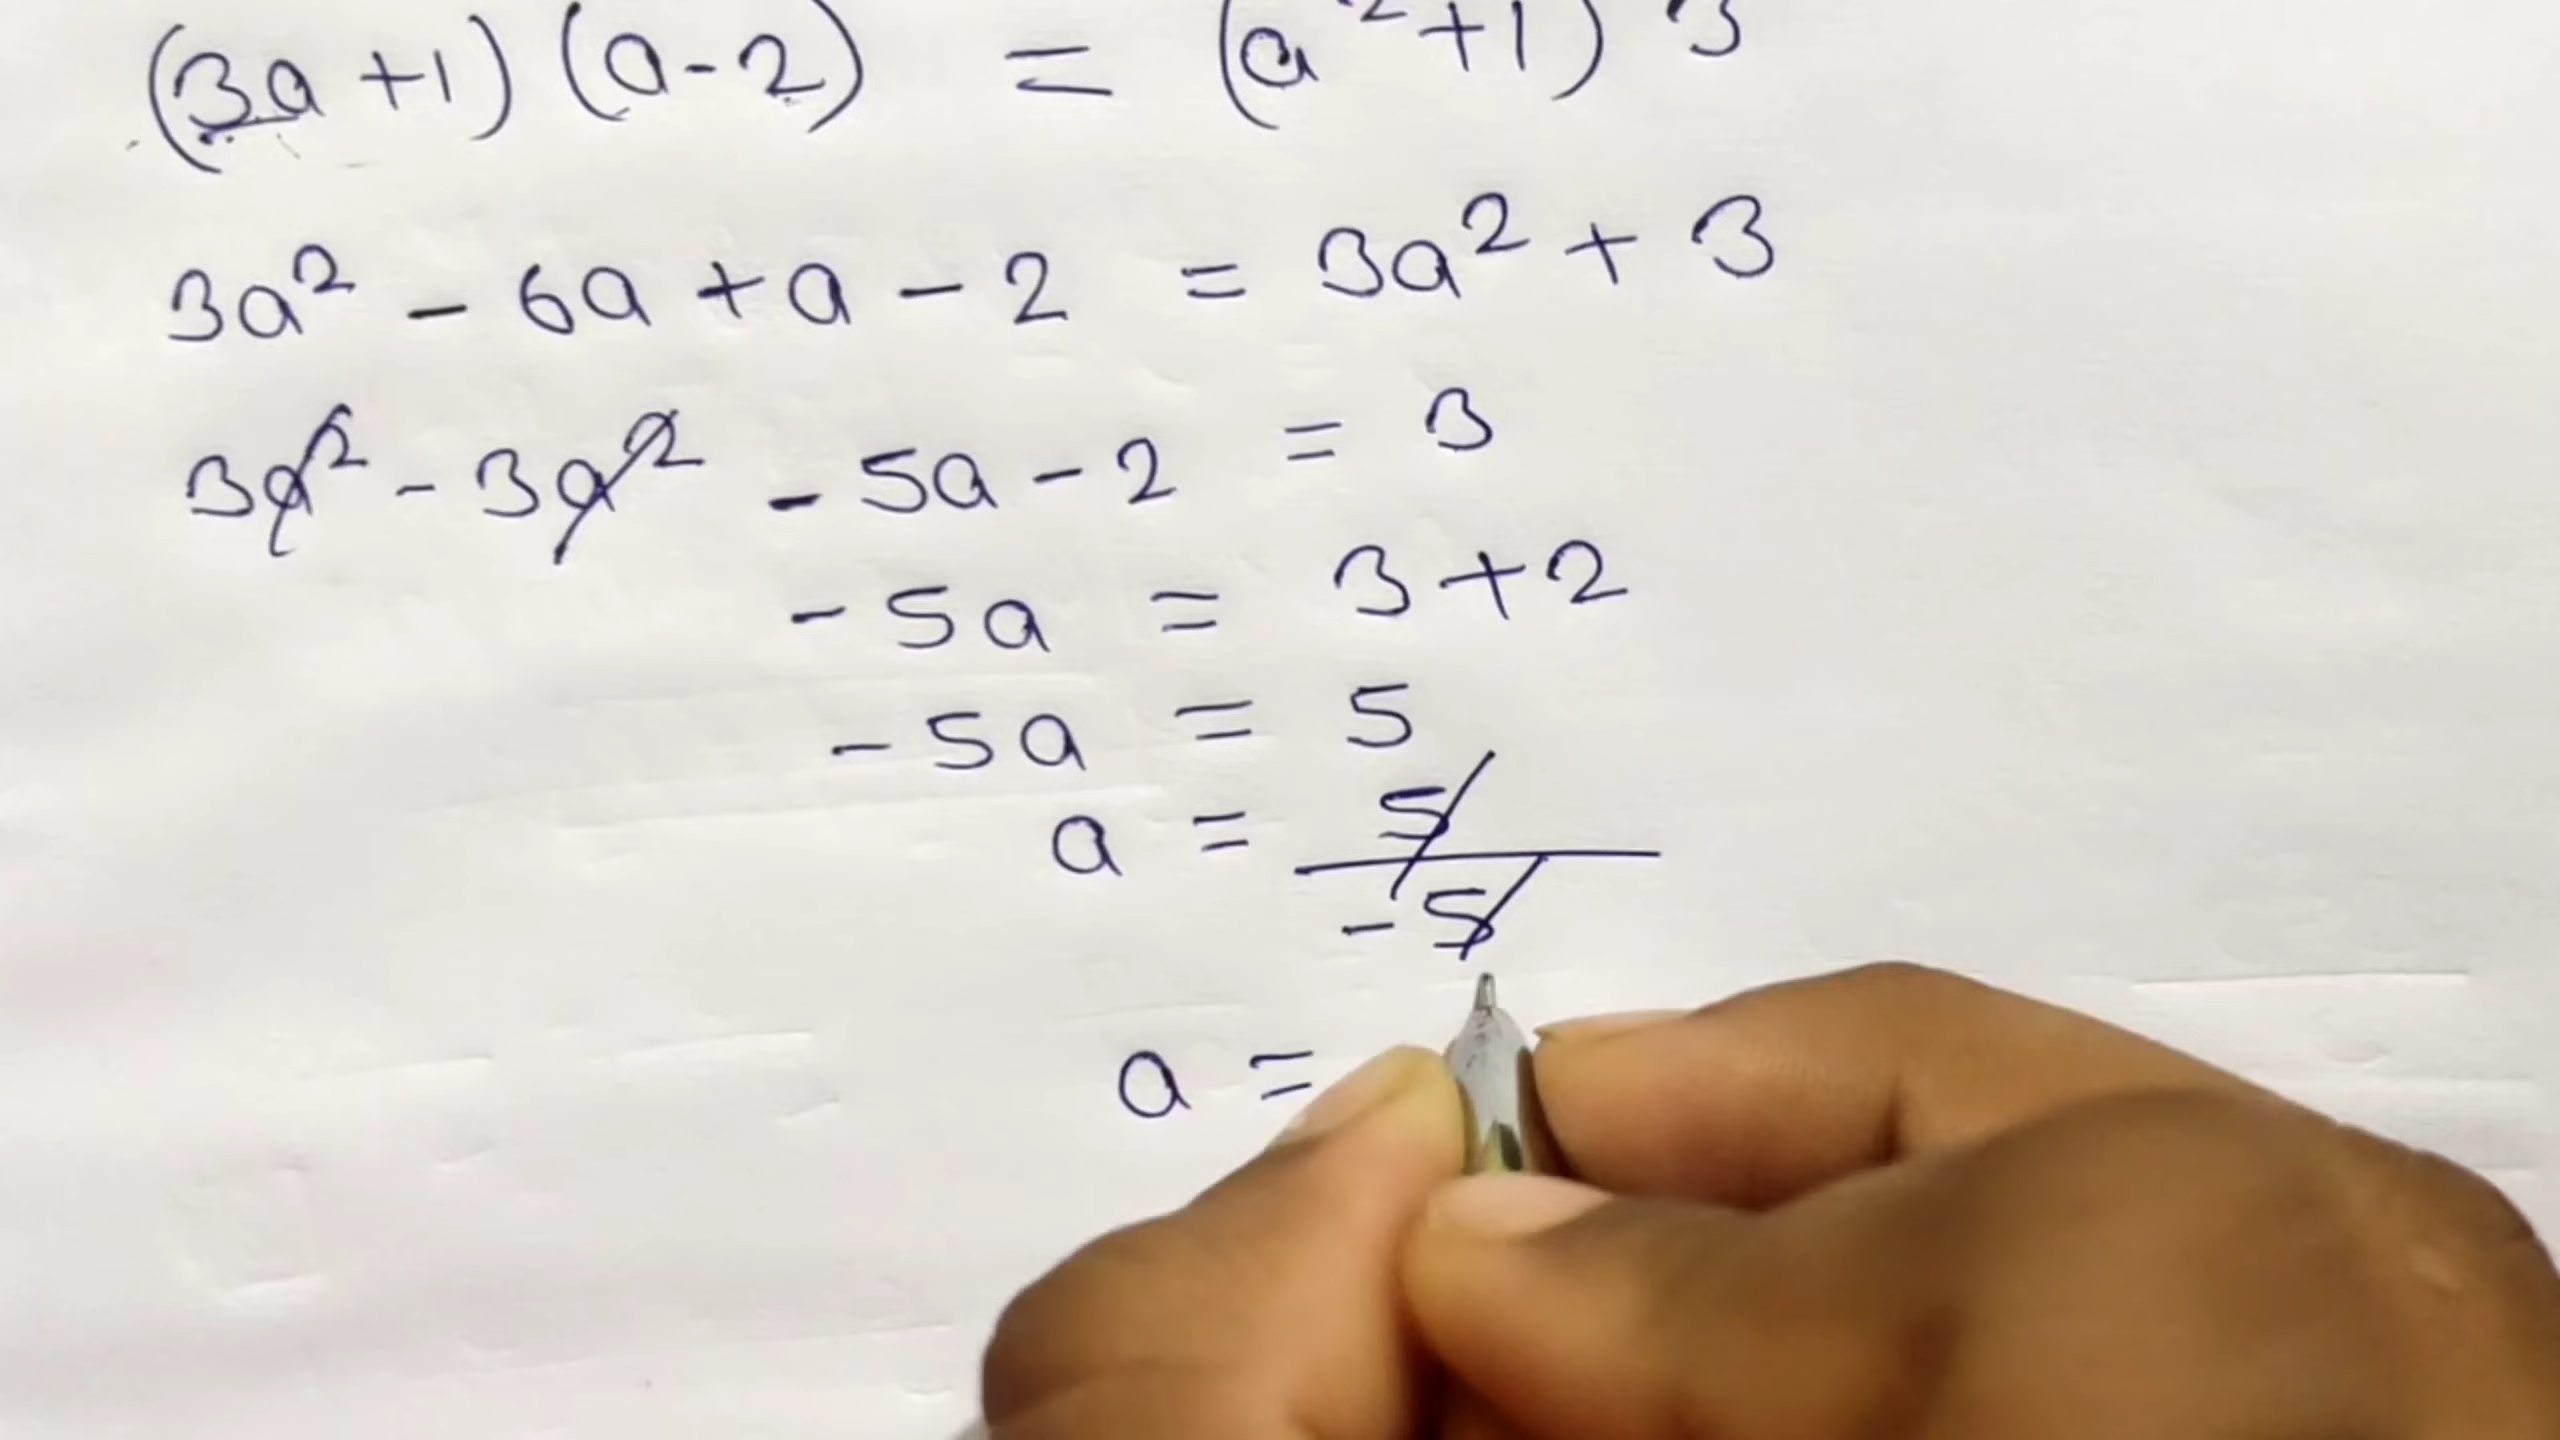 (3a+1) (a-2) = (a²+1) 3
3a² - 6a + a - 2 = 3a² + 3
3a² - 3a² - 5a - 2 = 3
-5a = 3+2
-5a = 5
a = 5/-5
a =